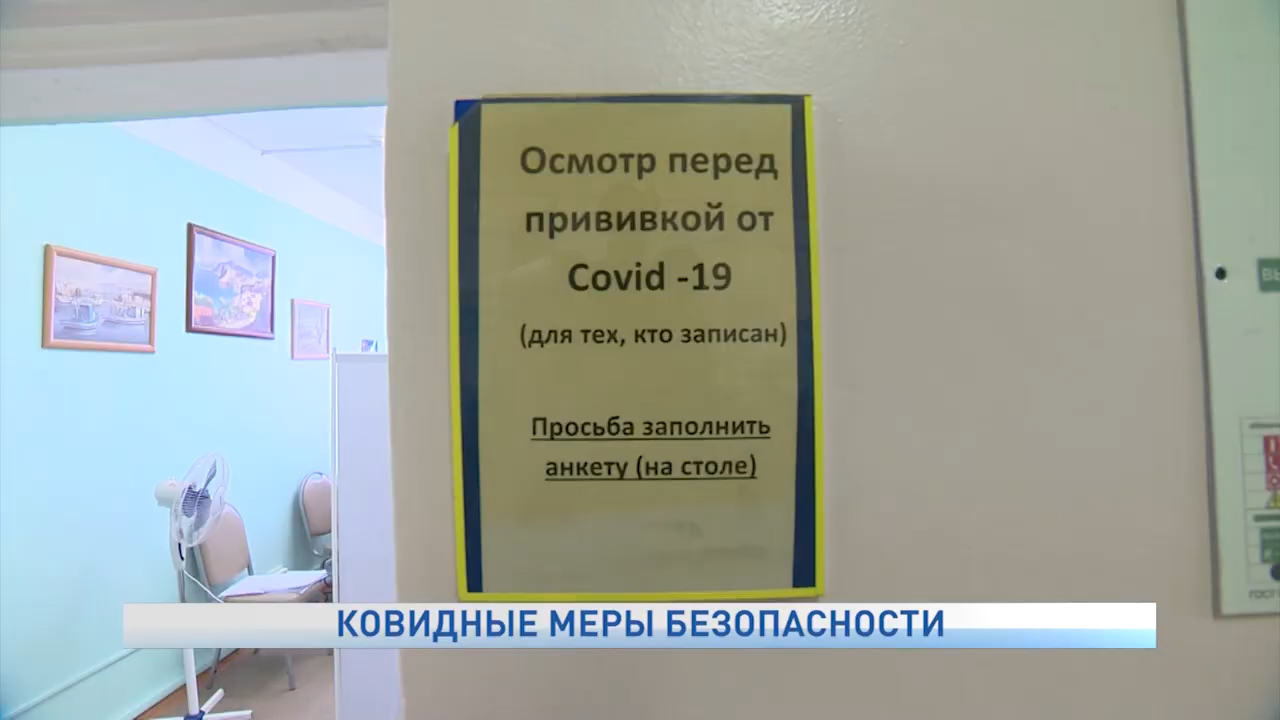 Осмотр перед
прививкой от
Covid -19
(для тех, кто записан)
Просьба заполнить
анкету (на столе)
КОВИДНЫЕ МЕРЫ БЕЗОПАСНОСТИ